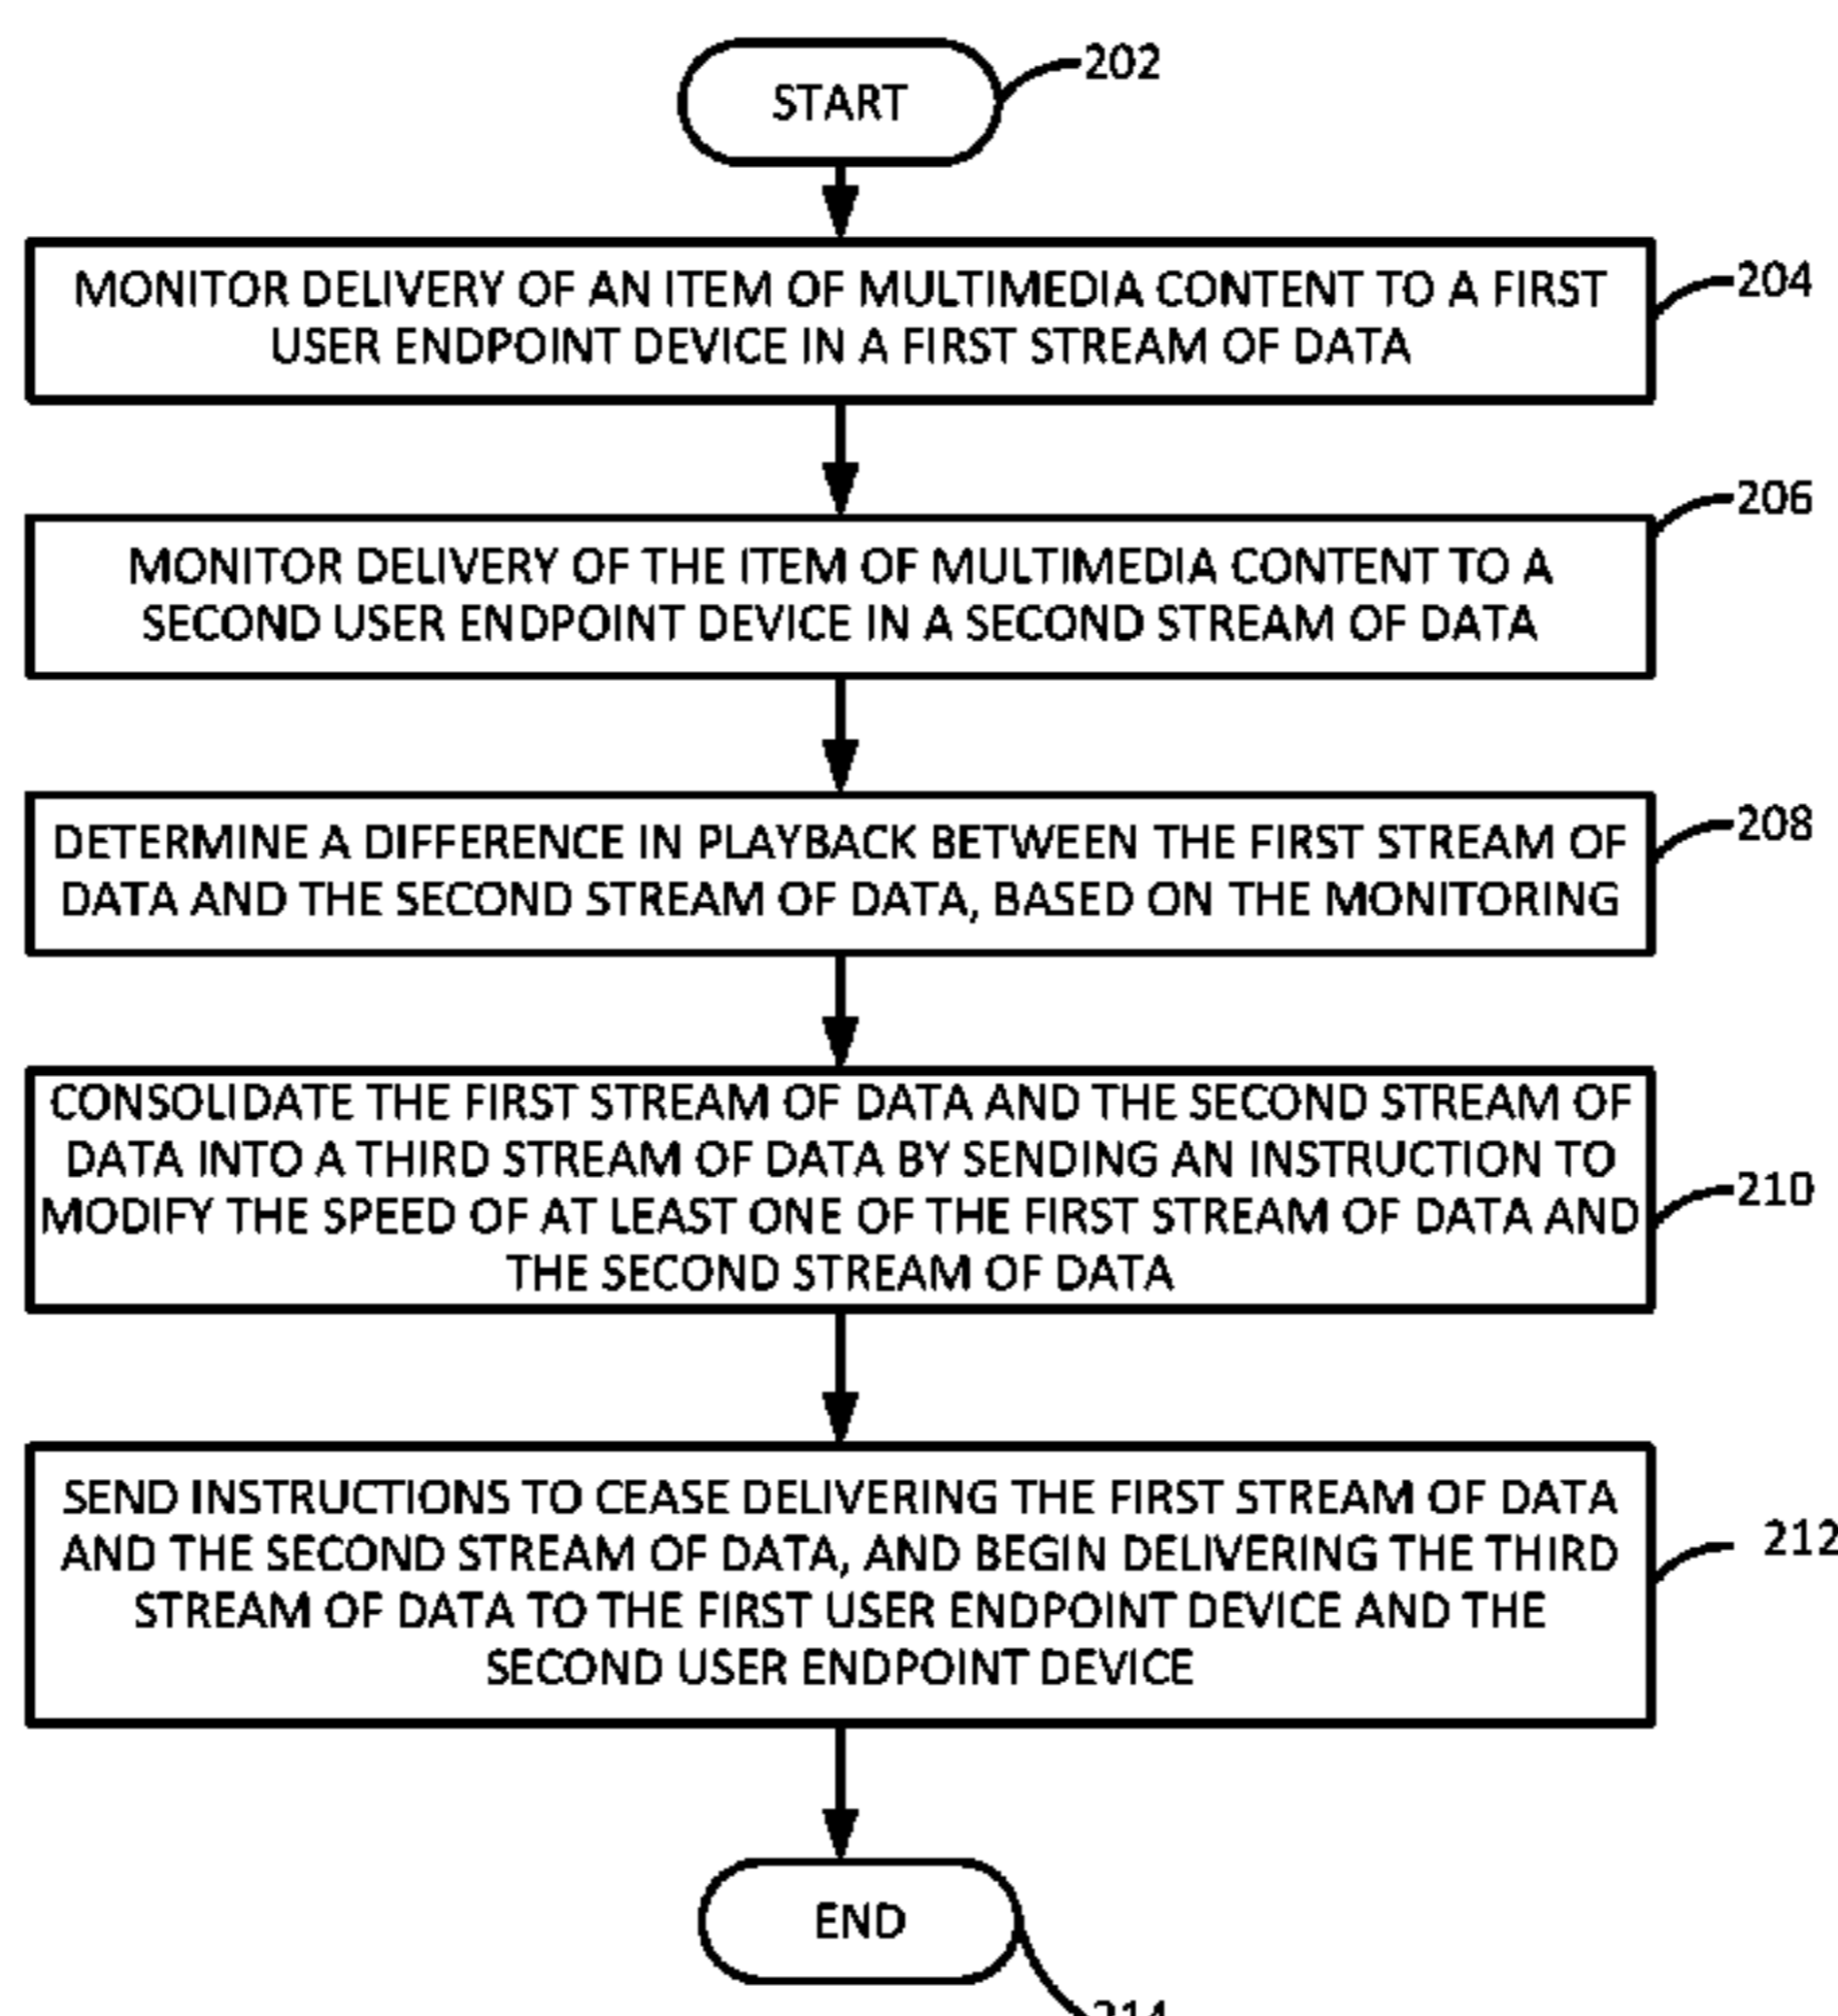 START
202
MONITOR DELIVERY OF AN ITEM OF MULTIMEDIA CONTENT TO A FIRST
USER ENDPOINT DEVICE IN A FIRST STREAM OF DATA
204
MONITOR DELIVERY OF THE ITEM OF MULTIMEDIA CONTENT TO A
SECOND USER ENDPOINT DEVICE IN A SECOND STREAM OF DATA
206
DETERMINE A DIFFERENCE IN PLAYBACK BETWEEN THE FIRST STREAM OF
DATA AND THE SECOND STREAM OF DATA, BASED ON THE MONITORING
208
CONSOLIDATE THE FIRST STREAM OF DATA AND THE SECOND STREAM OF
DATA INTO A THIRD STREAM OF DATA BY SENDING AN INSTRUCTION TO
MODIFY THE SPEED OF AT LEAST ONE OF THE FIRST STREAM OF DATA AND
THE SECOND STREAM OF DATA
210
SEND INSTRUCTIONS TO CEASE DELIVERING THE FIRST STREAM OF DATA
AND THE SECOND STREAM OF DATA, AND BEGIN DELIVERING THE THIRD
STREAM OF DATA TO THE FIRST USER ENDPOINT DEVICE AND THE
SECOND USER ENDPOINT DEVICE
212
END